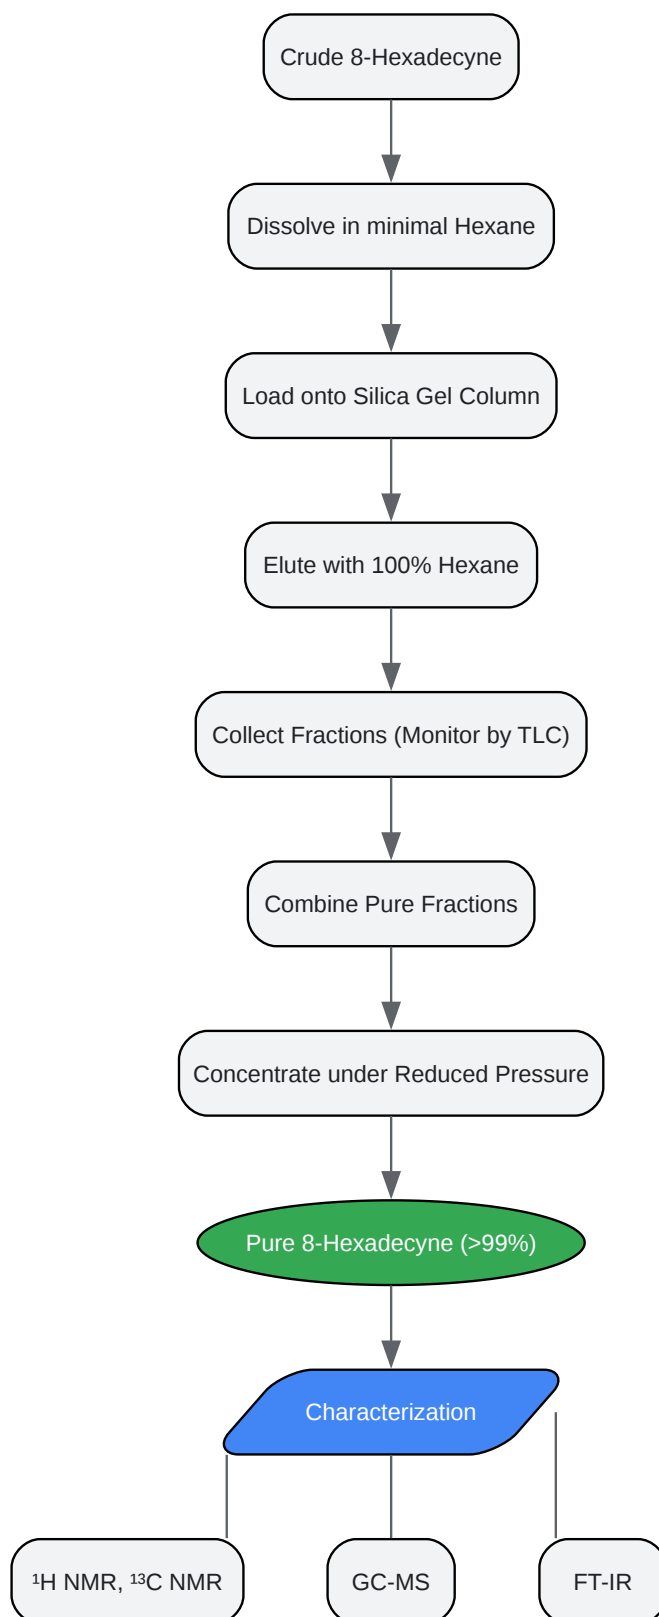 Crude 8-Hexadecyne
Dissolve in minimal Hexane
Load onto Silica Gel Column
Elute with 100% Hexane
Collect Fractions (Monitor by TLC)
Combine Pure Fractions
Concentrate under Reduced Pressure
Pure 8-Hexadecyne (>99%)
Characterization
¹H NMR, ¹³C NMR
GC-MS
FT-IR